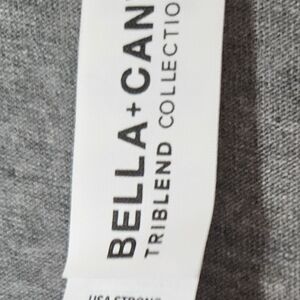 BELLA+CAN
TRIBLEND COLLECTIO
USA STRONG